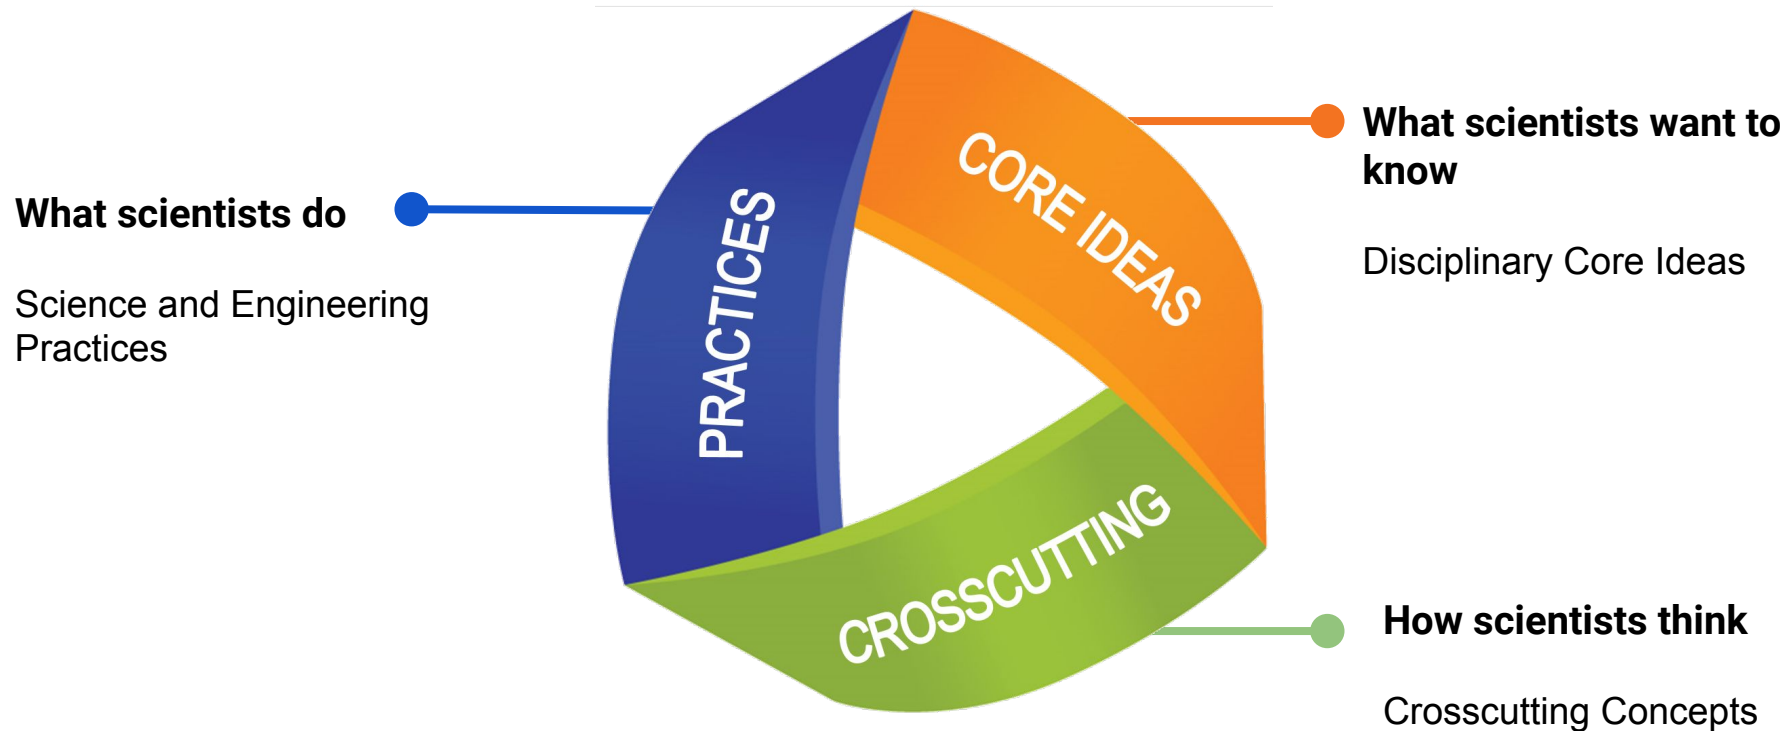 What scientists do
Science and Engineering
Practices
PRACTICES
CORE IDEAS
CROSSCUTTING
What scientists want to
know
Disciplinary Core Ideas
How scientists think
Crosscutting Concepts